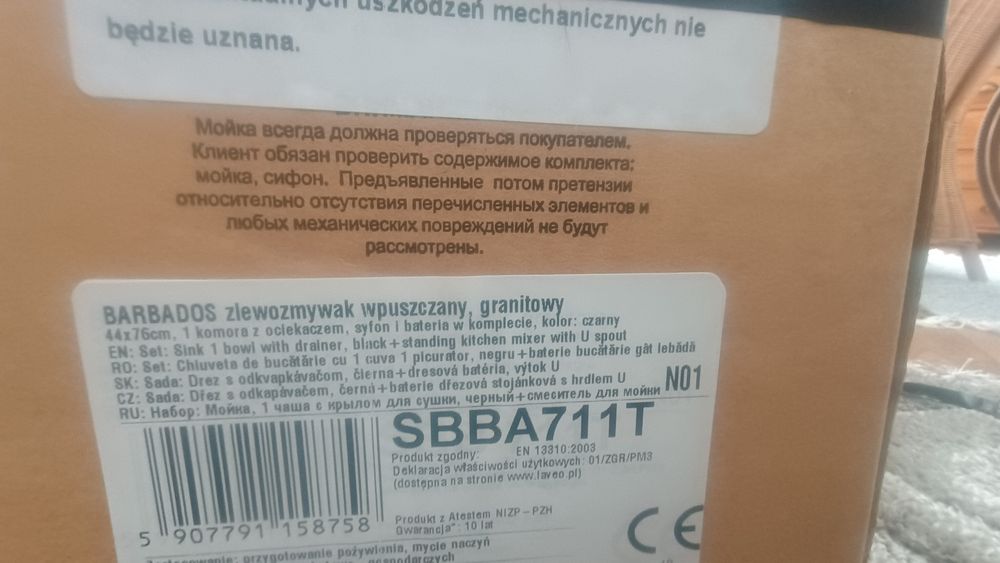 uszkodzeń mechanicznych nie
będzie uznana.
Мойка всегда должна проверяться покупателем.
Клиент обязан проверить содержимое комплекта:
мойка, сифон. Предъявленные потом претензии
относительно отсутствия перечисленных элементов и
любых механических повреждений не будут
рассмотрены.
BARBADOS zlewozmywak wpuszczany, granitowy
44x76cm, 1 komora z ociekaczem, syfon i bateria w komplecie, kolor: czarny
EN: Set: Sink 1 bowl with drainer, black+standing kitchen mixer with U spout
RO: Set: Chiuveta de bucătărie cu 1 cuva 1 picurator, negru+baterie bucătărie gât lebădă
SK: Sada: Drez s odkvapkávačom, čierna+dresová batéria, výtok U
CZ: Sada: Dřez s odkapávačem, černá+baterie dřezová stojánková s hrdlem U
RU: Набор: Мойка, 1 чаша с крылом для сушки, черный+смеситель для мойки
N01
SBBA711T
Produkt zgodny: EN 13310:2003
Deklaracja właściwości użytkowych: 01/ZGR/PM3
(dostępna na stronie www.laveo.pl)
5 907791 158758
Produkt z Atestem NIZP-PZH
Gwarancja*: 10 lat
CE
przygotowanie pożywienia, mycie naczyń